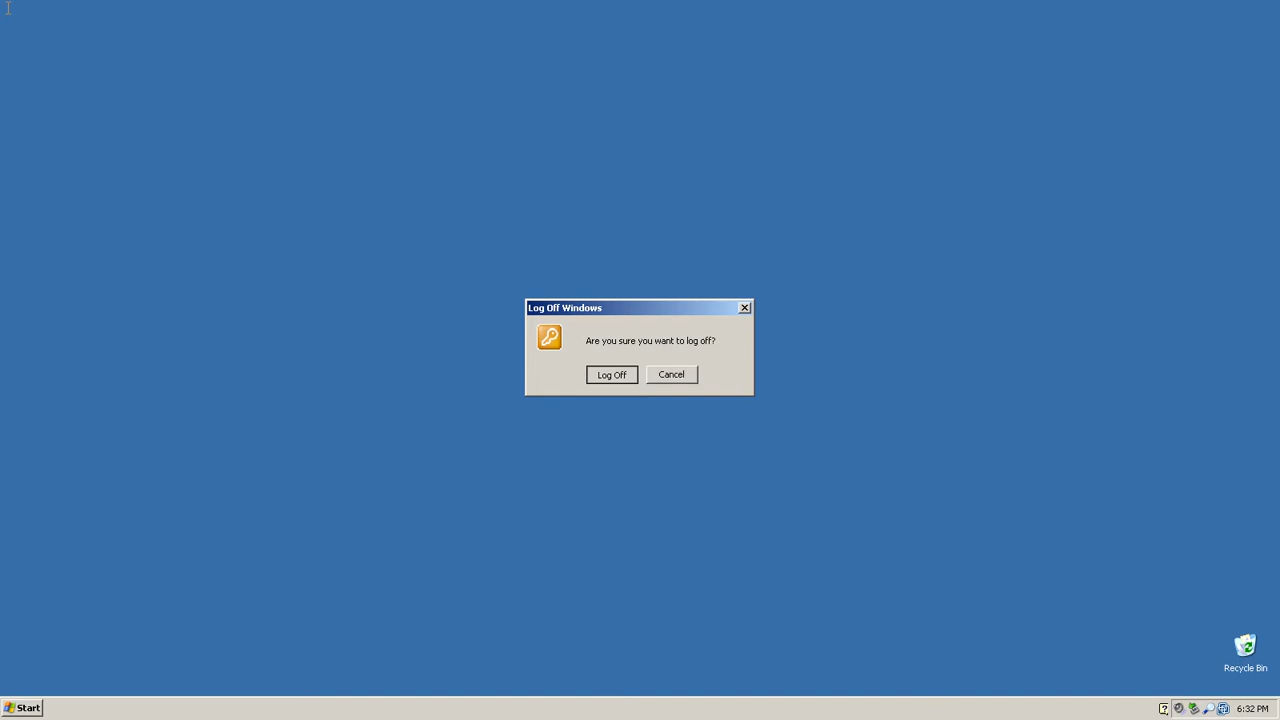 Log Off Windows
Are you sure you want to log off?
Log Off
Cancel
Recycle Bin
Start
6:32 PM